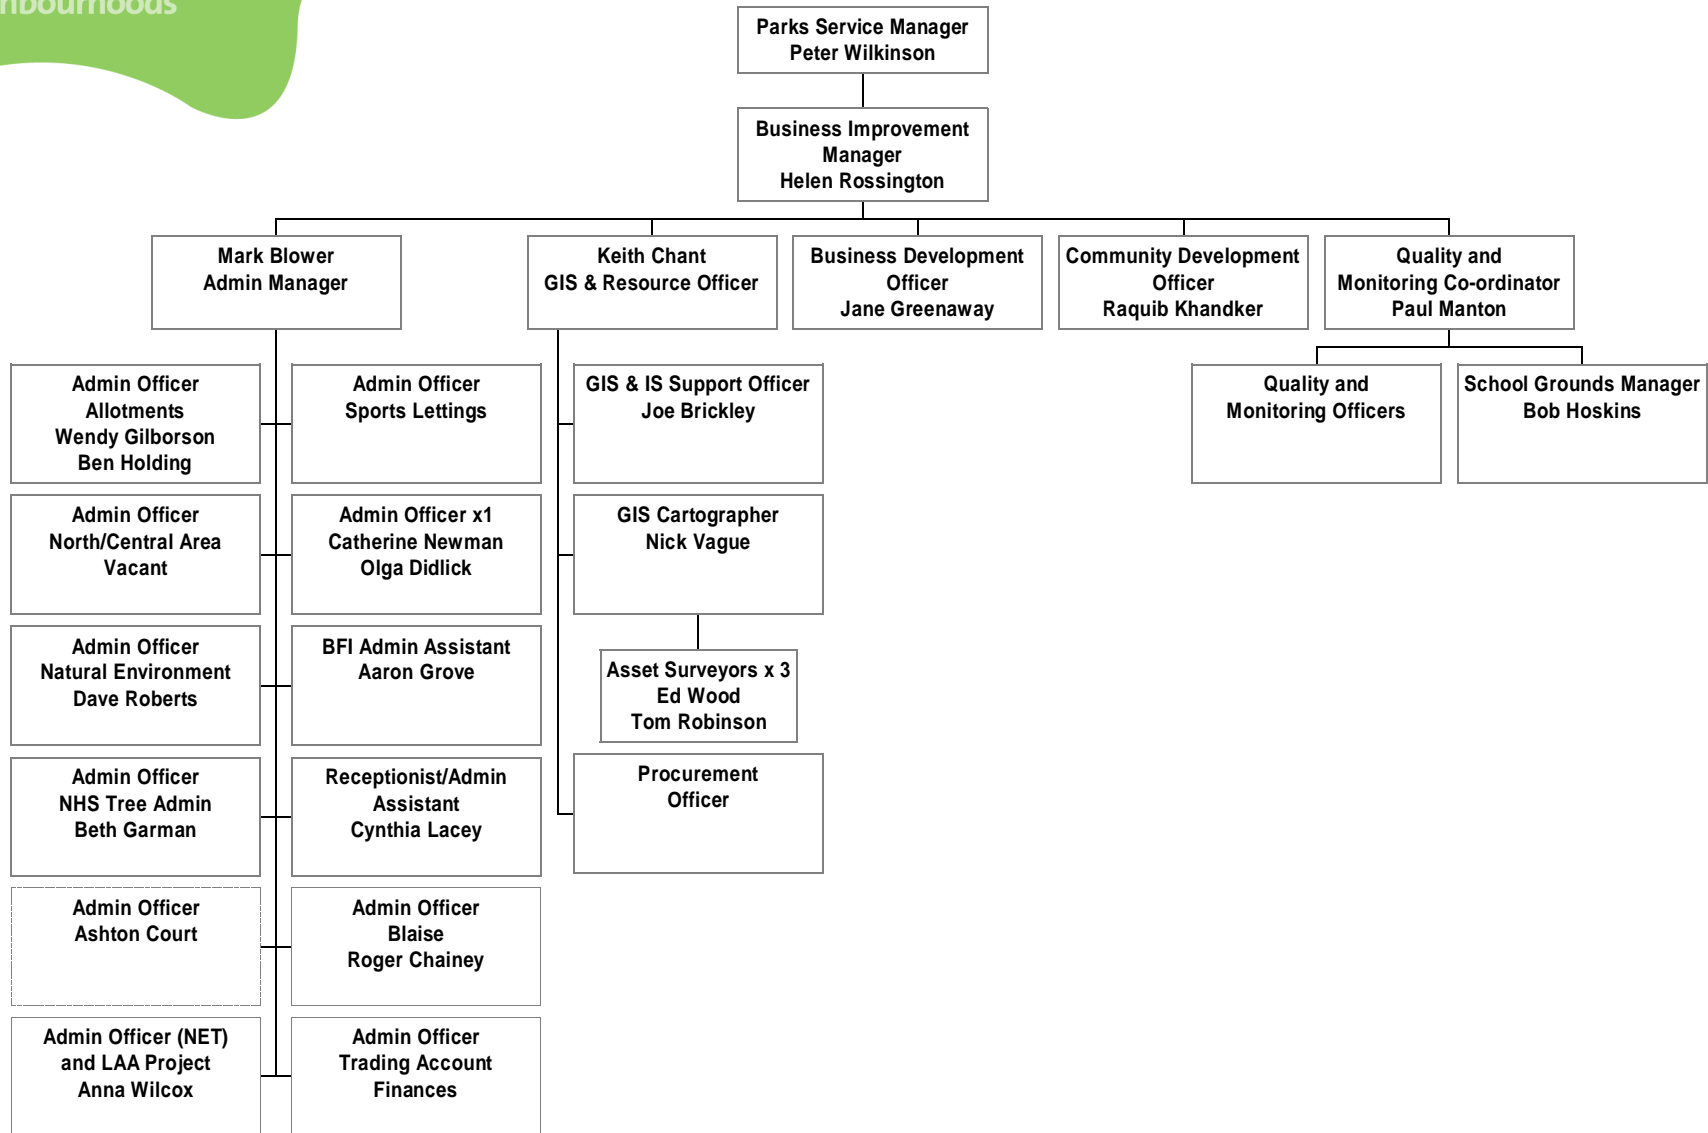 Parks Service Manager
Peter Wilkinson
Business Improvement
Manager
Helen Rossington
Mark Blower
Admin Manager
Keith Chant
GIS & Resource Officer
Business Development
Officer
Jane Greenaway
Community Development
Officer
Raquib Khandker
Quality and
Monitoring Co-ordinator
Paul Manton
Admin Officer
Allotments
Wendy Gilborson
Ben Holding
Admin Officer
Sports Lettings
GIS & IS Support Officer
Joe Brickley
Quality and
Monitoring Officers
School Grounds Manager
Bob Hoskins
Admin Officer
North/Central Area
Vacant
Admin Officer x1
Catherine Newman
Olga Didlick
GIS Cartographer
Nick Vague
Admin Officer
Natural Environment
Dave Roberts
BFI Admin Assistant
Aaron Grove
Asset Surveyors x 3
Ed Wood
Tom Robinson
Admin Officer
NHS Tree Admin
Beth Garman
Receptionist/Admin
Assistant
Cynthia Lacey
Procurement
Officer
Admin Officer
Ashton Court
Admin Officer
Blaise
Roger Chainey
Admin Officer (NET)
and LAA Project
Anna Wilcox
Admin Officer
Trading Account
Finances